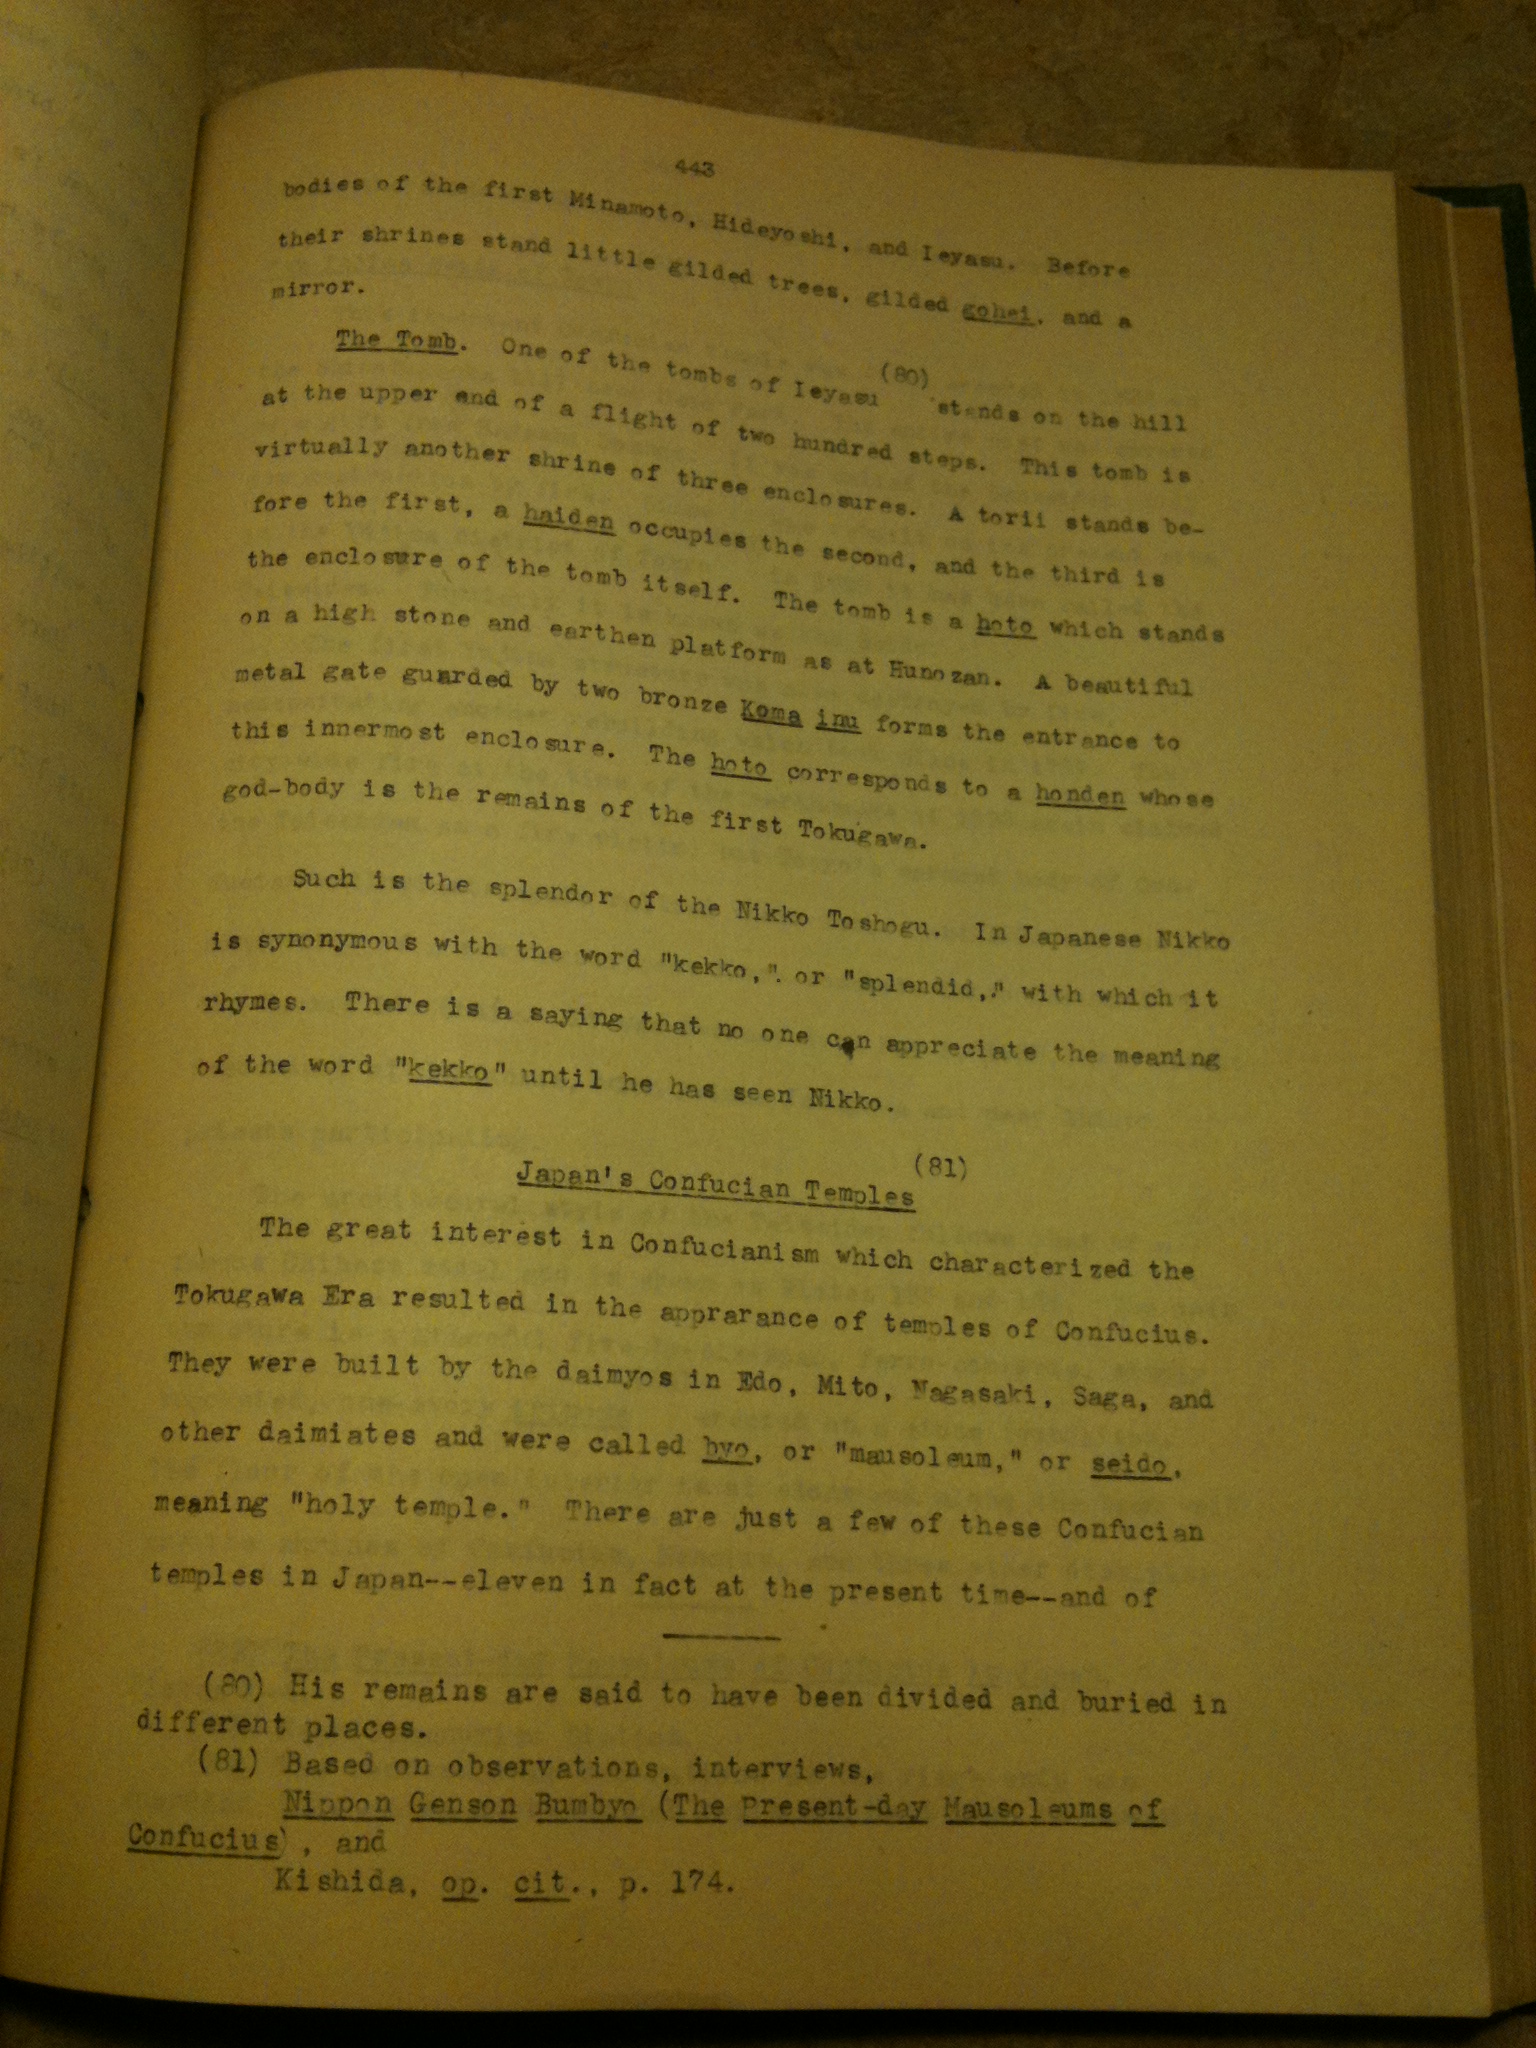 443
bodies of the first Minamoto, Hideyoshi, and Ieyasu. Before
their shrines stand little gilded trees, gilded gohei, and a
mirror.
The Tomb. One of the tombs of Ieyasu (80) stands on the hill
at the upper end of a flight of two hundred steps. This tomb is
virtually another shrine of three enclosures. A torii stands be-
fore the first, a haiden occupies the second, and the third is
the enclosure of the tomb itself. The tomb is a hoto which stands
on a high stone and earthen platform as at Hunozan. A beautiful
metal gate guarded by two bronze Koma inu forms the entrance to
this innermost enclosure. The hoto corresponds to a honden whose
god-body is the remains of the first Tokugawa.
Such is the splendor of the Nikko Toshogu. In Japanese Nikko
is synonymous with the word "kekko,". or "splendid,." with which it
rhymes. There is a saying that no one can appreciate the meaning
of the word "kekko" until he has seen Nikko.
Japan's Confucian Temples (81)
The great interest in Confucianism which characterized the
Tokugawa Era resulted in the apprarance of temples of Confucius.
They were built by the daimyos in Edo, Mito, Nagasaki, Saga, and
other daimiates and were called byo, or "mausoleum," or seido,
meaning "holy temple." There are just a few of these Confucian
temples in Japan--eleven in fact at the present time--and of
(80) His remains are said to have been divided and buried in
different places.
(81) Based on observations, interviews,
Nippon Genson Bumbyo (The Present-day Mausoleums of
Confucius), and
Kishida, op. cit., p. 174.